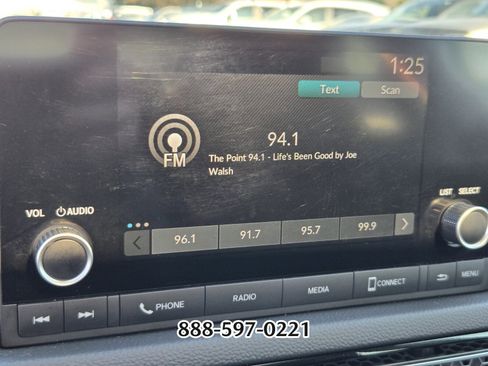 1:25
Text Scan
94.1
FM
The Point 94.1 - Life's Been Good by Joe
Walsh
VOL AUDIO
LIST SELECT
96.1 91.7 95.7 99.9
PHONE RADIO MEDIA CONNECT MENU
888-597-0221